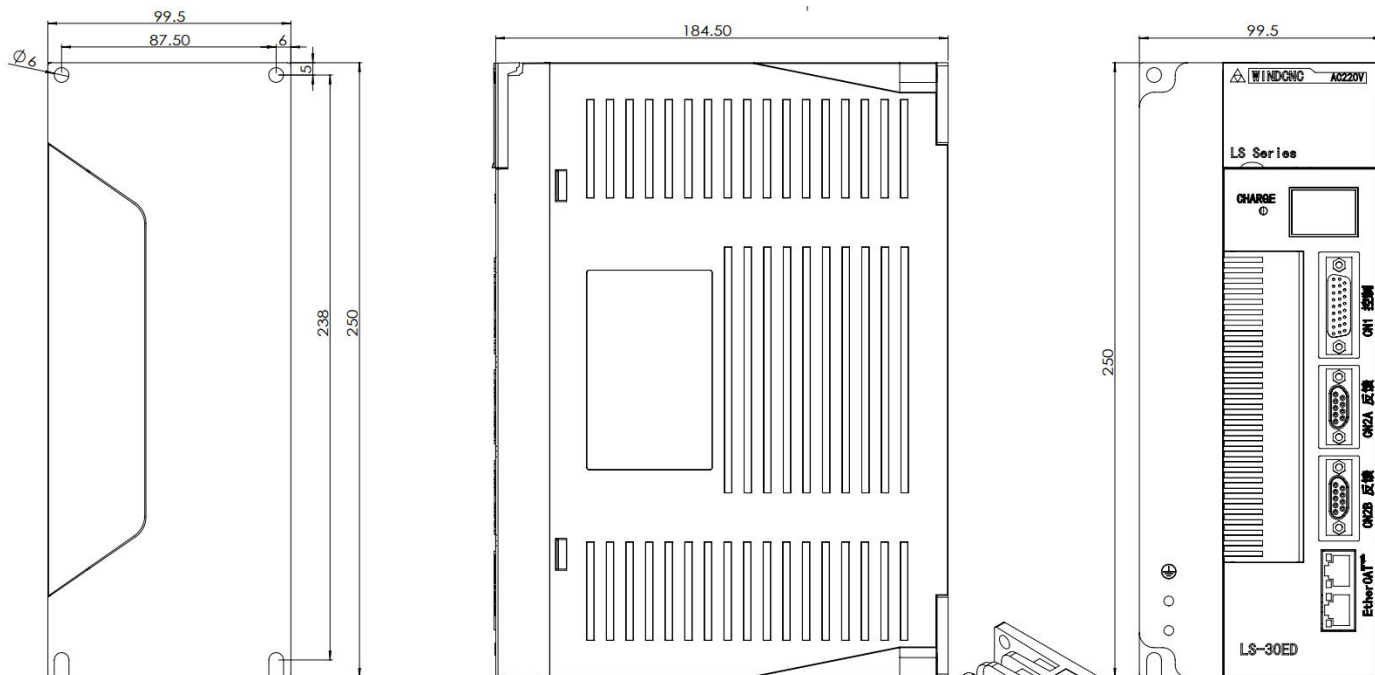 99.5
87.50
6
Ø6
5
238
250
184.50
99.5
250
WINDCNC AC220V
LS Series
CHARGE
CN1 控制
CN2A 反馈
CN2B 反馈
EtherCAT
LS-30ED